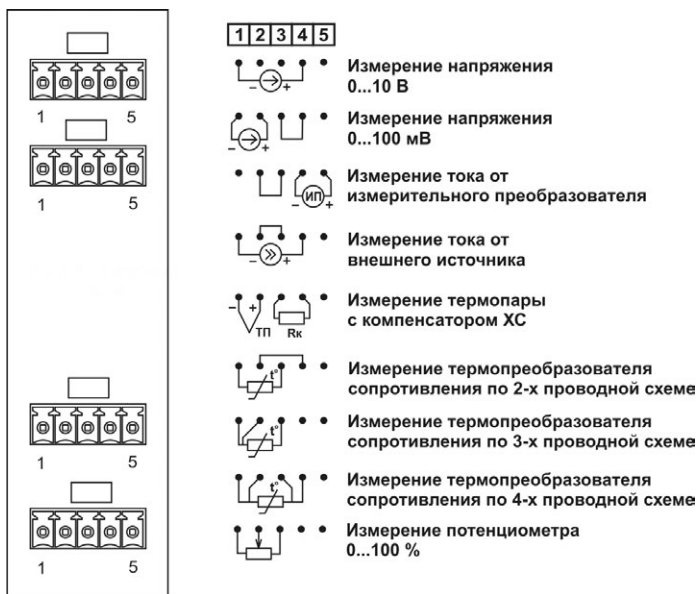 1 2 3 4 5
- +
Измерение напряжения
0...10 В
1 5
- +
Измерение напряжения
0...100 мВ
1 5
ИП
- +
Измерение тока от
измерительного преобразователя
- +
Измерение тока от
внешнего источника
- +
ТП Rк
Измерение термопары
с компенсатором ХС
t°
Измерение термопреобразователя
сопротивления по 2-х проводной схеме
t°
Измерение термопреобразователя
сопротивления по 3-х проводной схеме
1 5
t°
Измерение термопреобразователя
сопротивления по 4-х проводной схеме
Измерение потенциометра
0...100 %
1 5